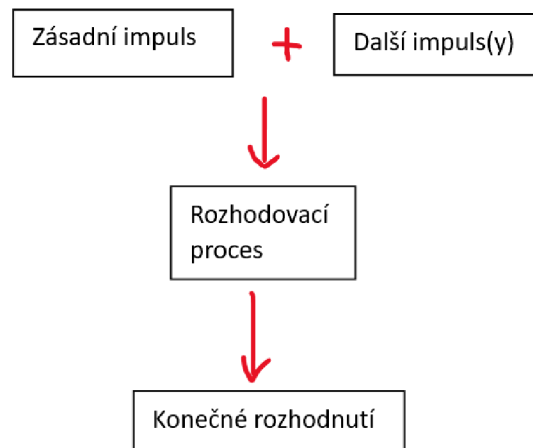 Zásadní impuls
+
Další impuls(y)
Rozhodovací
proces
Konečné rozhodnutí